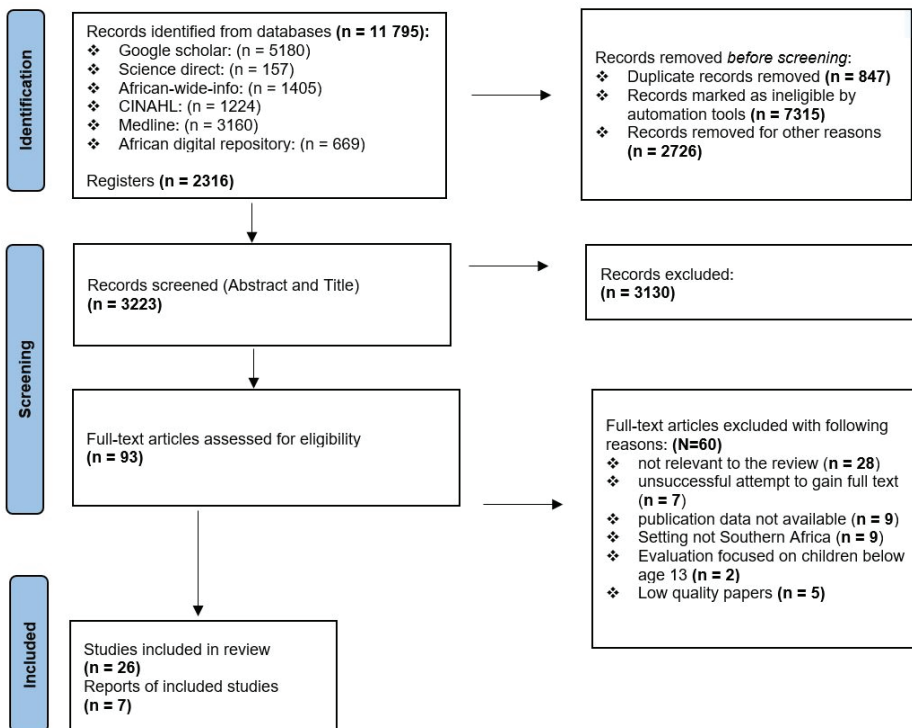 Identification
Records identified from databases (n = 11 795):
❖ Google scholar: (n = 5180)
❖ Science direct: (n = 157)
❖ African-wide-info: (n = 1405)
❖ CINAHL: (n = 1224)
❖ Medline: (n = 3160)
❖ African digital repository: (n = 669)
Registers (n = 2316)
Records removed before screening:
❖ Duplicate records removed (n = 847)
❖ Records marked as ineligible by
automation tools (n = 7315)
❖ Records removed for other reasons
(n = 2726)
Screening
Records screened (Abstract and Title)
(n = 3223)
Records excluded:
(n = 3130)
Full-text articles assessed for eligibility
(n = 93)
Full-text articles excluded with following
reasons: (N=60)
❖ not relevant to the review (n = 28)
❖ unsuccessful attempt to gain full text
(n = 7)
❖ publication data not available (n = 9)
❖ Setting not Southern Africa (n = 9)
❖ Evaluation focused on children below
age 13 (n = 2)
❖ Low quality papers (n = 5)
Included
Studies included in review
(n = 26)
Reports of included studies
(n = 7)